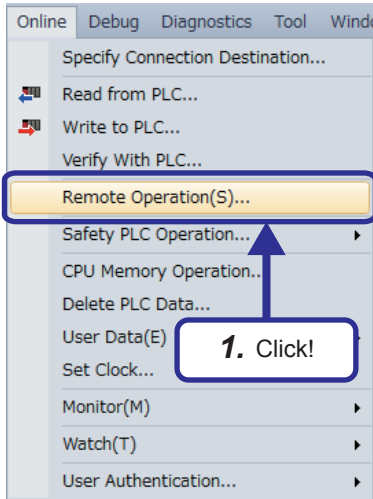 Online Debug Diagnostics Tool Windo
Specify Connection Destination...
Read from PLC...
Write to PLC...
Verify With PLC...
Remote Operation(S)...
Safety PLC Operation...
CPU Memory Operation...
Delete PLC Data...
User Data(E)
1. Click!
Set Clock...
Monitor(M)
Watch(T)
User Authentication...